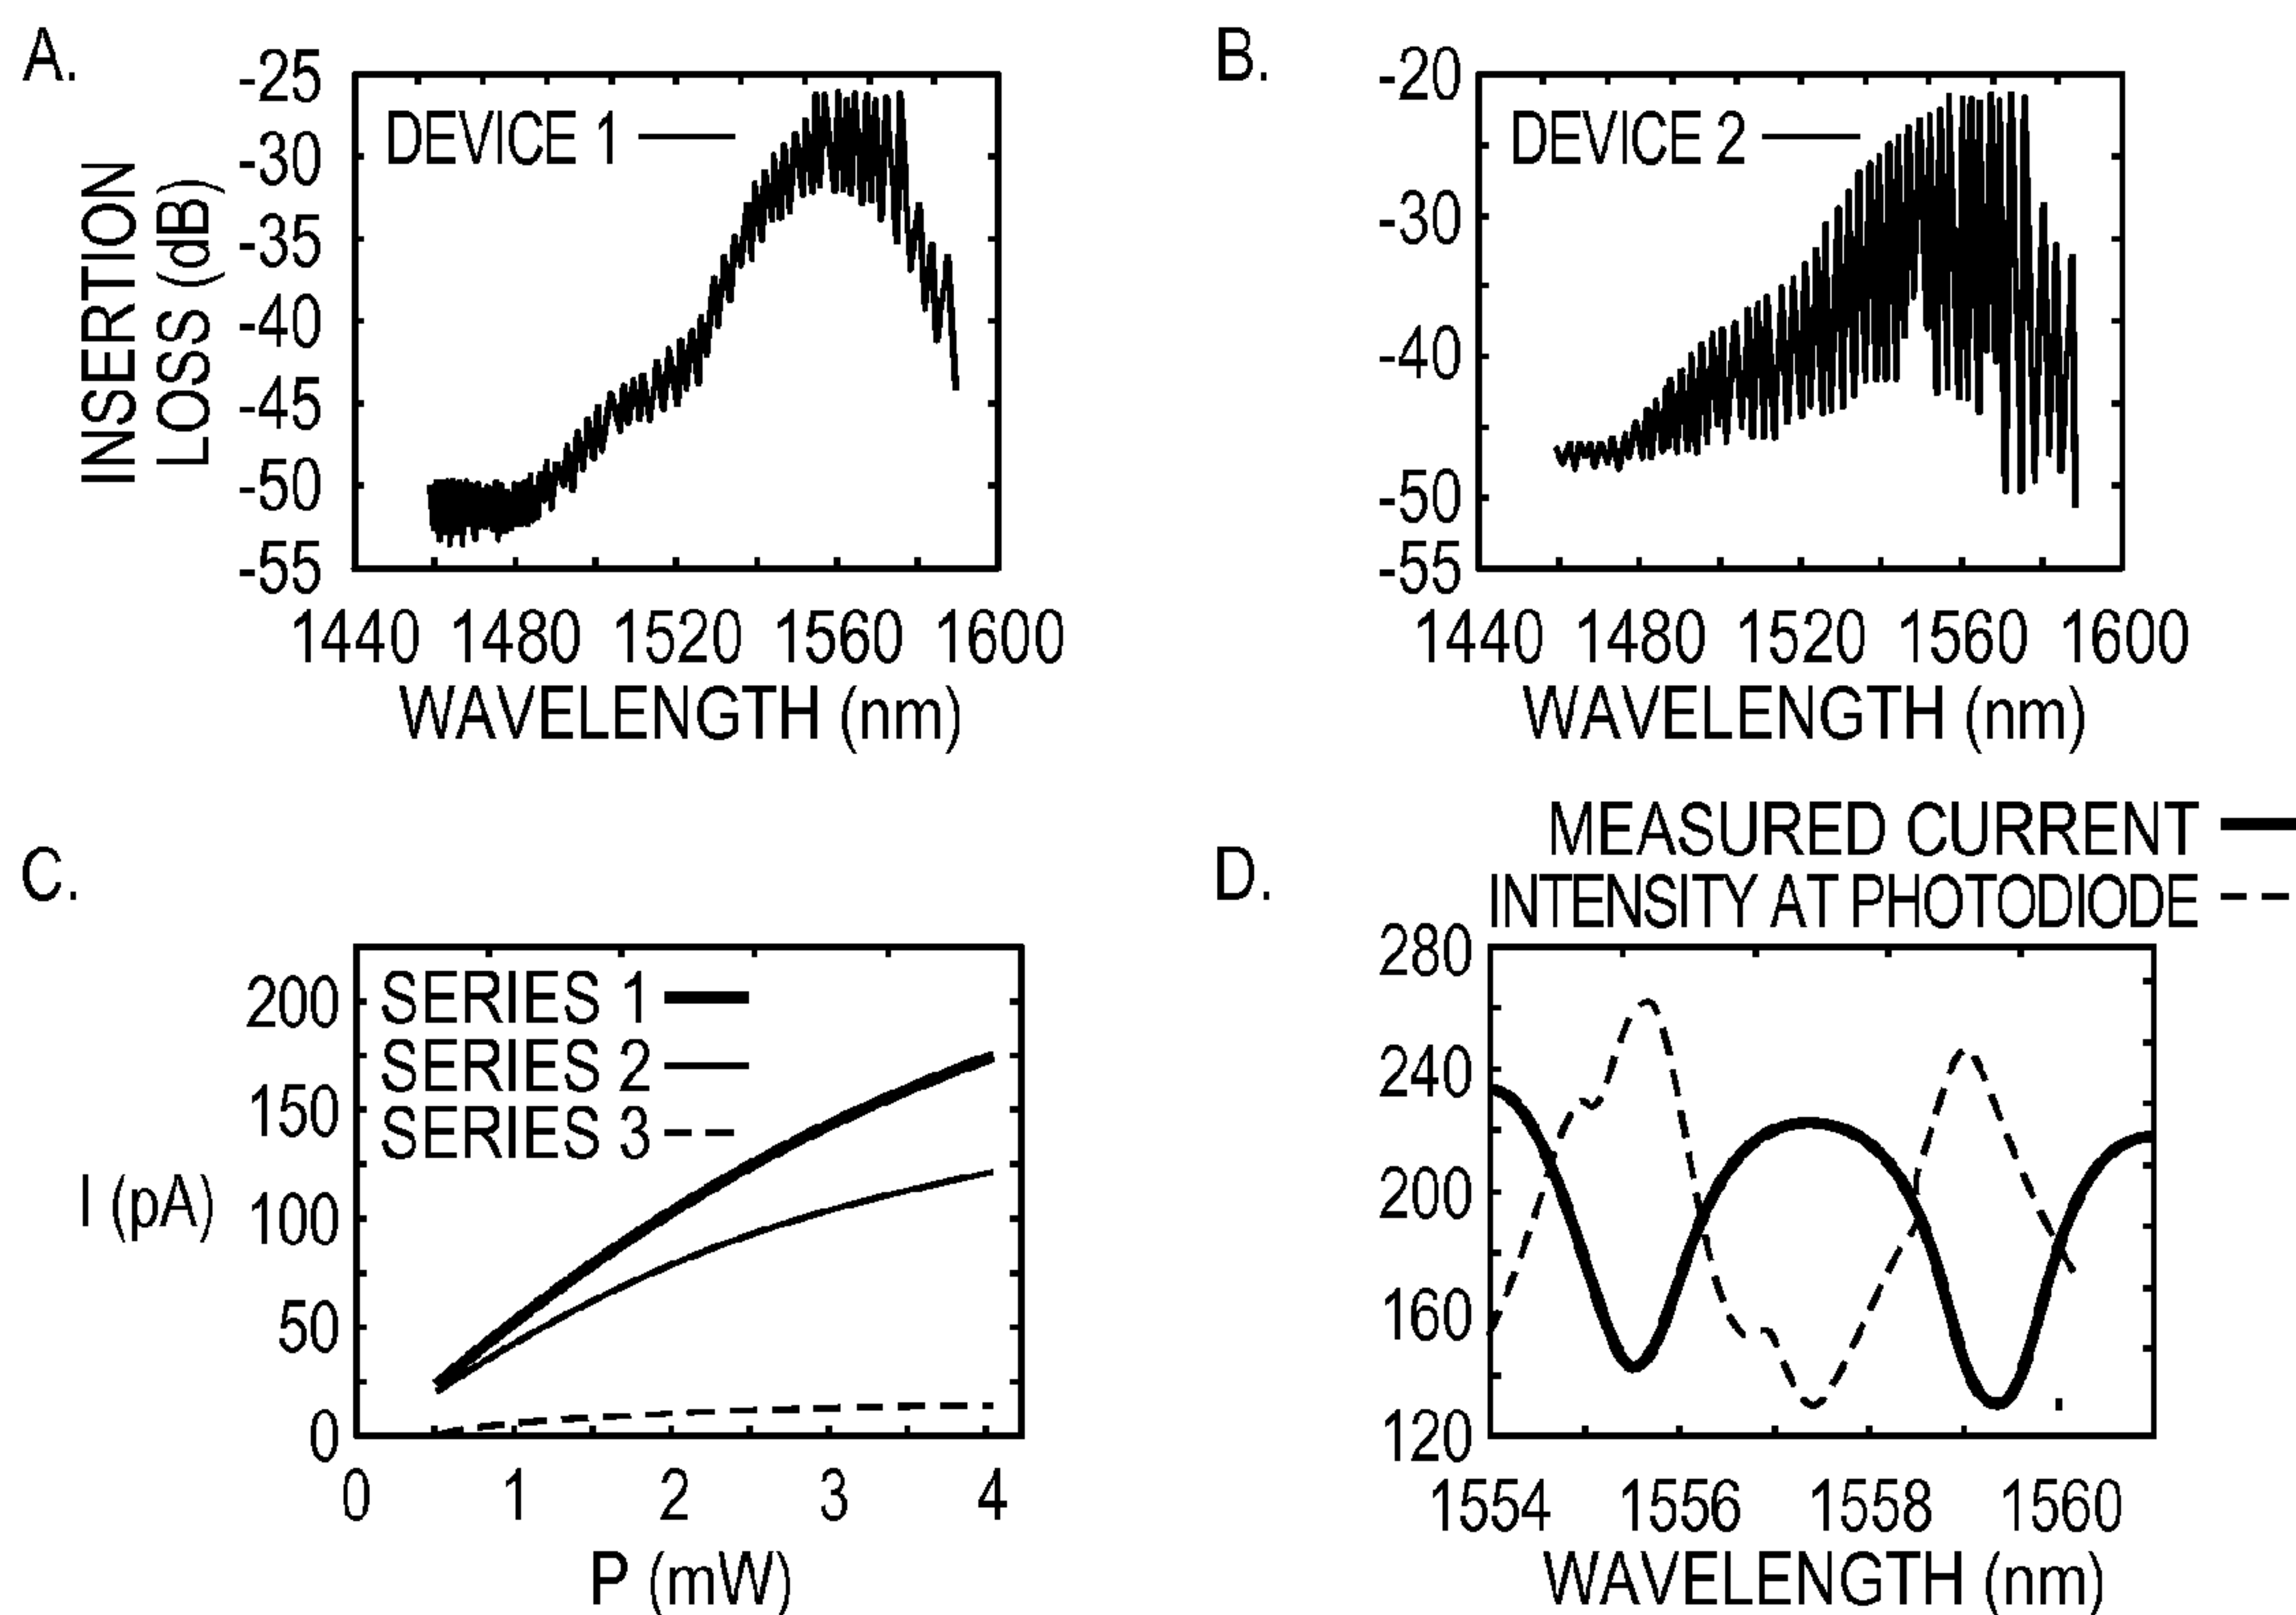 A.
-25
-30
-35
-40
-45
-50
-55
INSERTION
LOSS (dB)
DEVICE 1
1440 1480 1520 1560 1600
WAVELENGTH (nm)
B.
-20
-30
-40
-50
-55
DEVICE 2
1440 1480 1520 1560 1600
WAVELENGTH (nm)
C.
200
150
100
50
0
I (pA)
SERIES 1
SERIES 2
SERIES 3
0 1 2 3 4
P (mW)
D.
MEASURED CURRENT
INTENSITY AT PHOTODIODE
280
240
200
160
120
1554 1556 1558 1560
WAVELENGTH (nm)